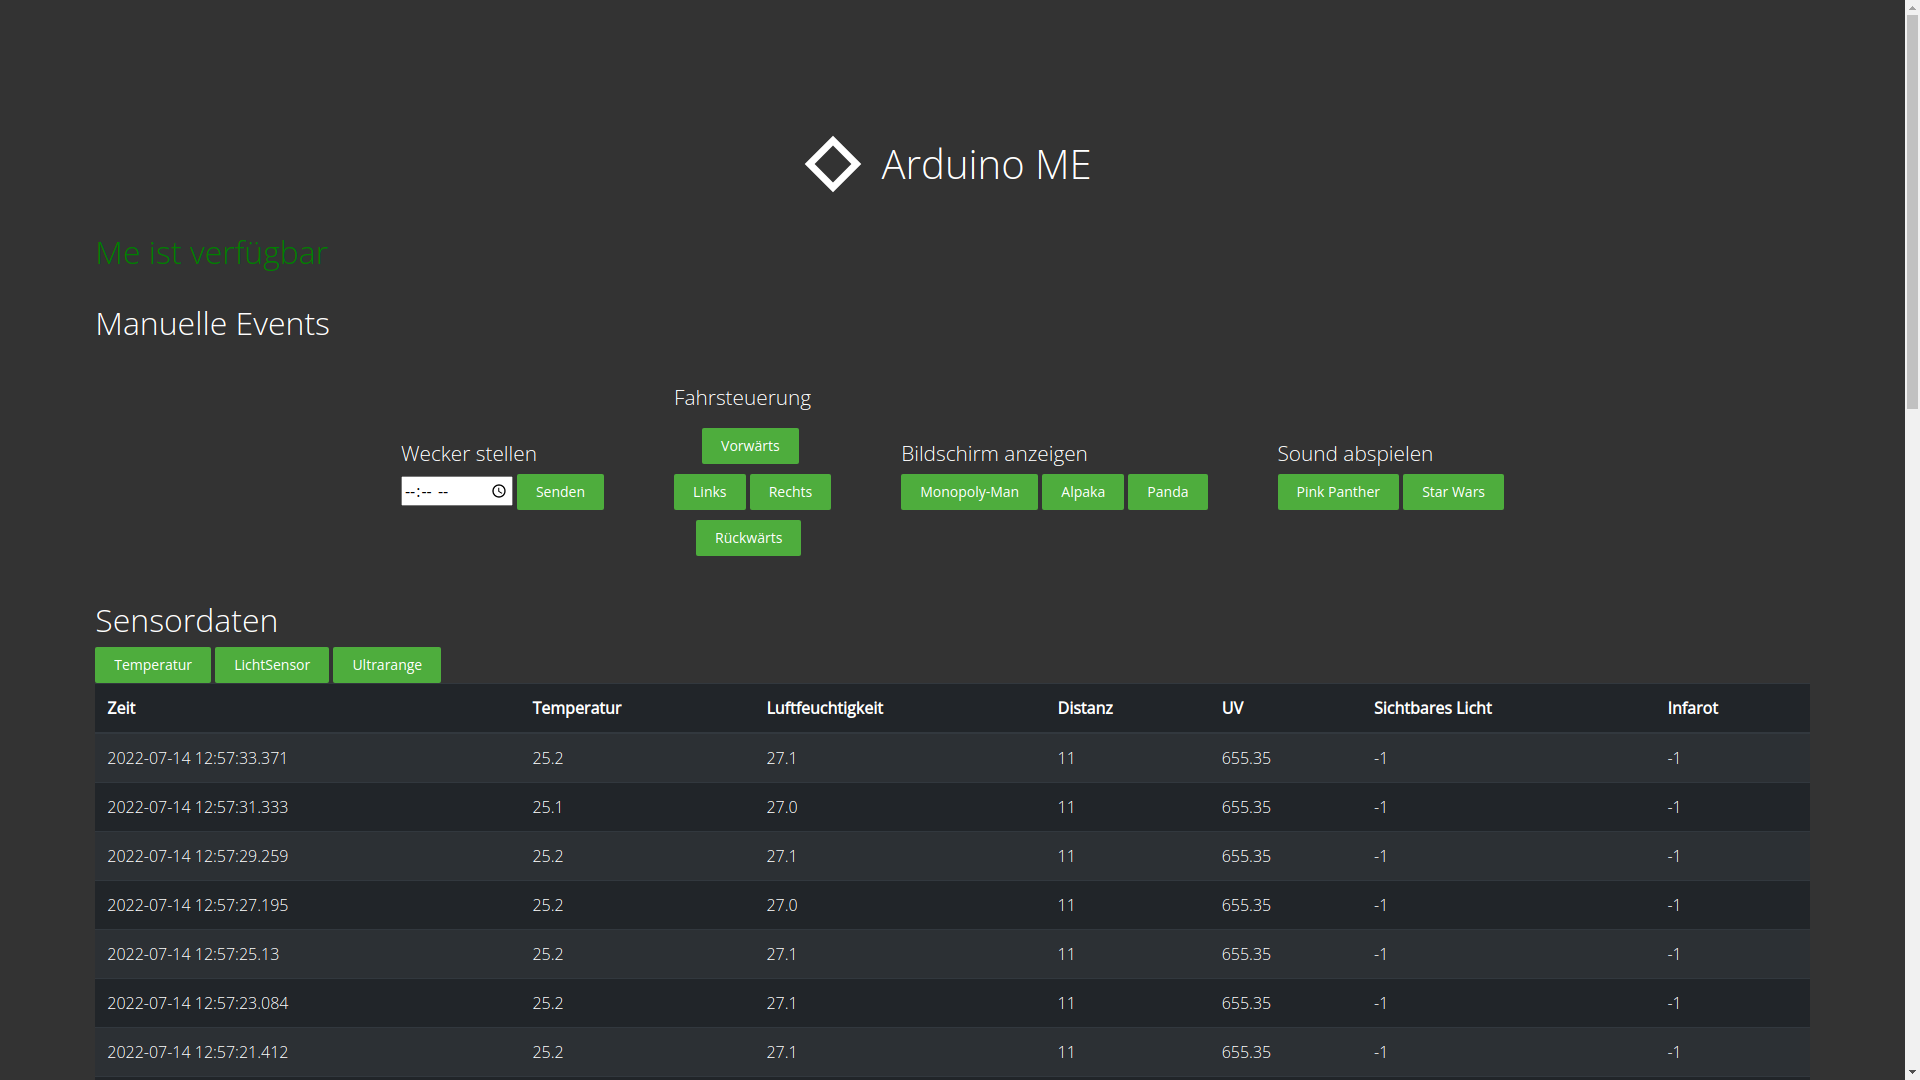 Arduino ME
Me ist verfügbar
Manuelle Events
Fahrsteuerung
Vorwärts
Wecker stellen
Bildschirm anzeigen
Sound abspielen
--:-- -- Senden
Links Rechts
Monopoly-Man Alpaka Panda
Pink Panther Star Wars
Rückwärts
Sensordaten
Temperatur LichtSensor Ultrarange
Zeit Temperatur Luftfeuchtigkeit Distanz UV Sichtbares Licht Infarot
2022-07-14 12:57:33.371 25.2 27.1 11 655.35 -1 -1
2022-07-14 12:57:31.333 25.1 27.0 11 655.35 -1 -1
2022-07-14 12:57:29.259 25.2 27.1 11 655.35 -1 -1
2022-07-14 12:57:27.195 25.2 27.0 11 655.35 -1 -1
2022-07-14 12:57:25.13 25.2 27.1 11 655.35 -1 -1
2022-07-14 12:57:23.084 25.2 27.1 11 655.35 -1 -1
2022-07-14 12:57:21.412 25.2 27.1 11 655.35 -1 -1